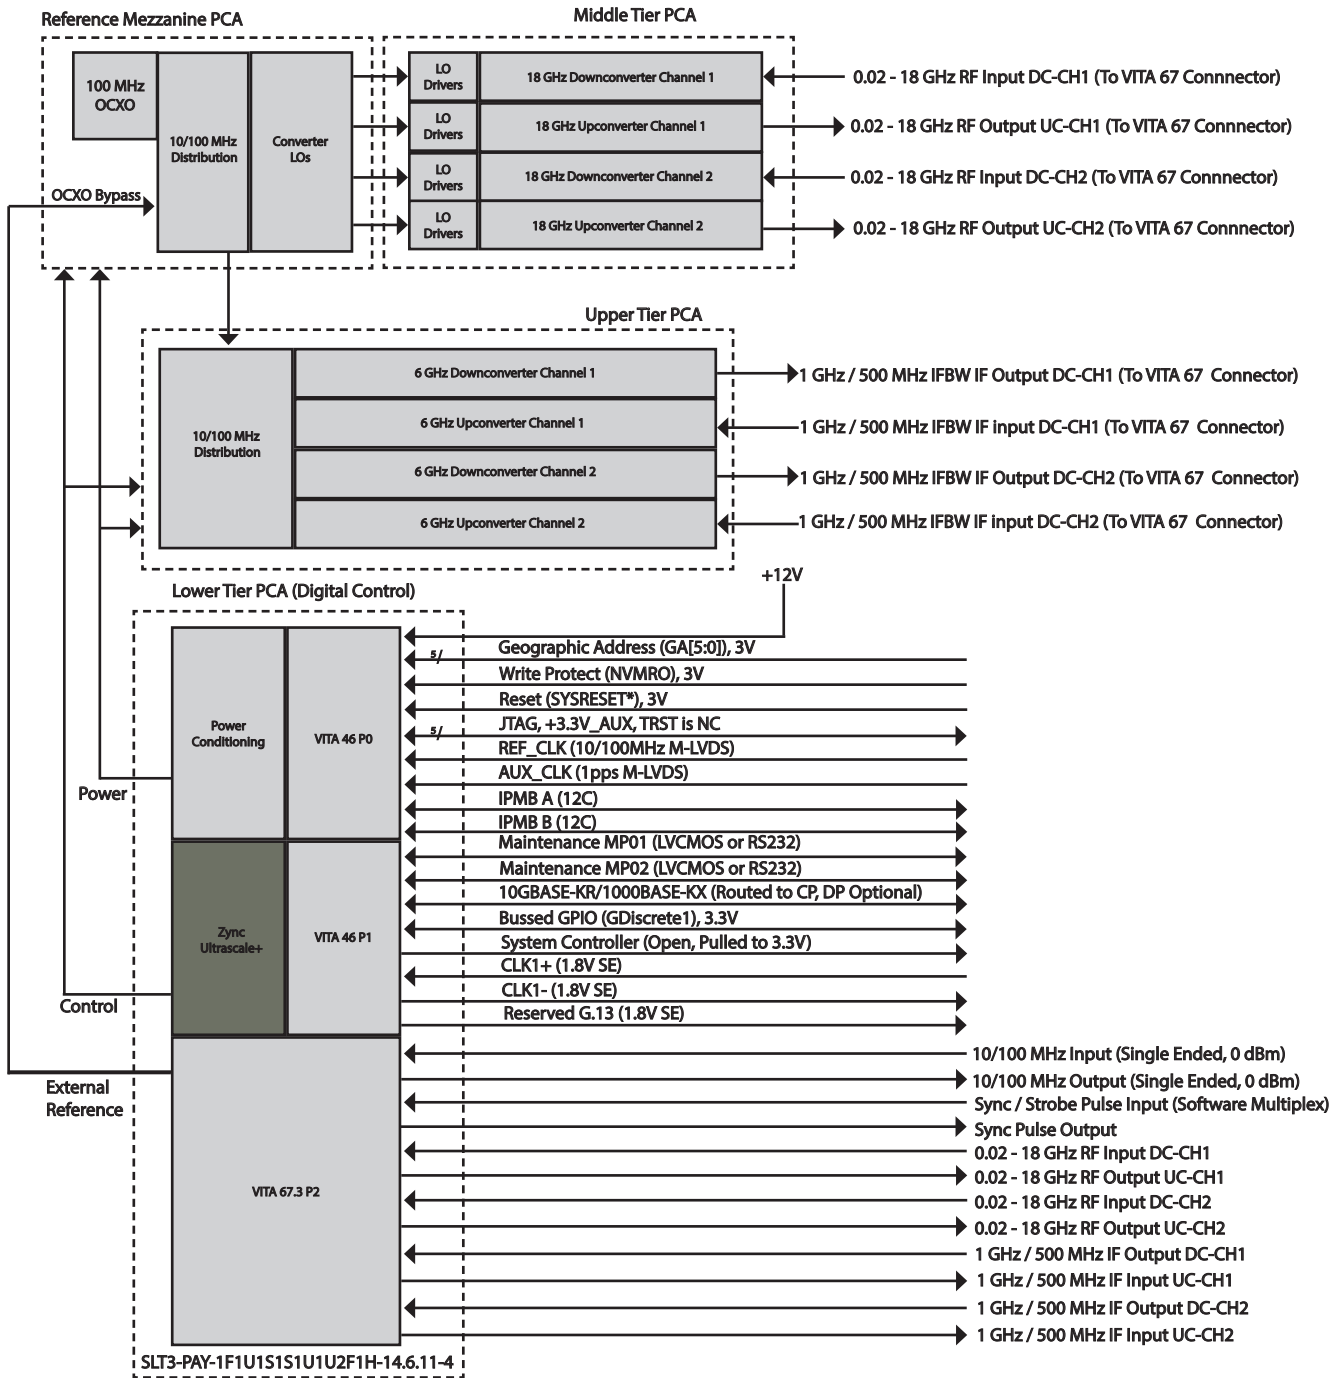 Reference Mezzanine PCA
Middle Tier PCA
100 MHz
OCXO
10/100 MHz
Distribution
Converter
LOs
OCXO Bypass
LO
Drivers
18 GHz Downconverter Channel 1
0.02 - 18 GHz RF Input DC-CH1 (To VITA 67 Connnector)
LO
Drivers
18 GHz Upconverter Channel 1
0.02 - 18 GHz RF Output UC-CH1 (To VITA 67 Connnector)
LO
Drivers
18 GHz Downconverter Channel 2
0.02 - 18 GHz RF Input DC-CH2 (To VITA 67 Connnector)
LO
Drivers
18 GHz Upconverter Channel 2
0.02 - 18 GHz RF Output UC-CH2 (To VITA 67 Connnector)
Upper Tier PCA
10/100 MHz
Distribution
6 GHz Downconverter Channel 1
1 GHz / 500 MHz IFBW IF Output DC-CH1 (To VITA 67 Connector)
6 GHz Upconverter Channel 1
1 GHz / 500 MHz IFBW IF input DC-CH1 (To VITA 67 Connector)
6 GHz Downconverter Channel 2
1 GHz / 500 MHz IFBW IF Output DC-CH2 (To VITA 67 Connector)
6 GHz Upconverter Channel 2
1 GHz / 500 MHz IFBW IF input DC-CH2 (To VITA 67 Connector)
Lower Tier PCA (Digital Control)
+12V
Power
Conditioning
VITA 46 P0
Geographic Address (GA[5:0]), 3V
5/
Write Protect (NVMRO), 3V
Reset (SYSRESET*), 3V
JTAG, +3.3V_AUX, TRST is NC
5/
REF_CLK (10/100MHz M-LVDS)
AUX_CLK (1pps M-LVDS)
IPMB A (12C)
IPMB B (12C)
Power
Zync
Ultrascale+
VITA 46 P1
Maintenance MP01 (LVCMOS or RS232)
Maintenance MP02 (LVCMOS or RS232)
10GBASE-KR/1000BASE-KX (Routed to CP, DP Optional)
Bussed GPIO (GDiscrete1), 3.3V
System Controller (Open, Pulled to 3.3V)
CLK1+ (1.8V SE)
CLK1- (1.8V SE)
Reserved G.13 (1.8V SE)
Control
External
Reference
VITA 67.3 P2
10/100 MHz Input (Single Ended, 0 dBm)
10/100 MHz Output (Single Ended, 0 dBm)
Sync / Strobe Pulse Input (Software Multiplex)
Sync Pulse Output
0.02 - 18 GHz RF Input DC-CH1
0.02 - 18 GHz RF Output UC-CH1
0.02 - 18 GHz RF Input DC-CH2
0.02 - 18 GHz RF Output UC-CH2
1 GHz / 500 MHz IF Output DC-CH1
1 GHz / 500 MHz IF Input UC-CH1
1 GHz / 500 MHz IF Output DC-CH2
1 GHz / 500 MHz IF Input UC-CH2
SLT3-PAY-1F1U1S1S1U1U2F1H-14.6.11-4